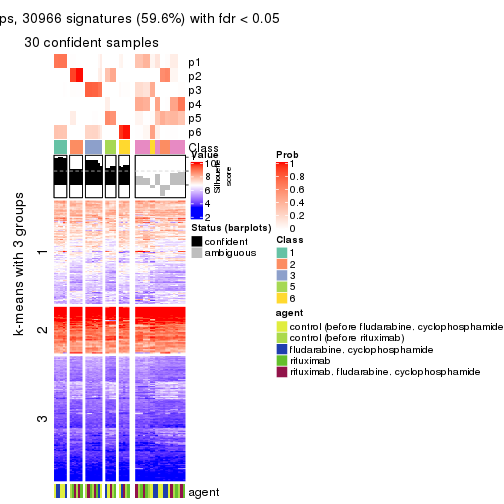 ps, 30966 signatures (59.6%) with fdr < 0.05
30 confident samples
p1
p2
p3
p4
p5
p6
Class
Value
10
8
6
4
2
Silhouette
score
Status (barplots)
confident
ambiguous
Prob
1
0.8
0.6
0.4
0.2
0
Class
1
2
3
5
6
agent
control (before fludarabine. cyclophosphamide
control (before rituximab)
fludarabine. cyclophosphamide
rituximab
rituximab. fludarabine. cyclophosphamide
k-means with 3 groups
1
2
3
agent